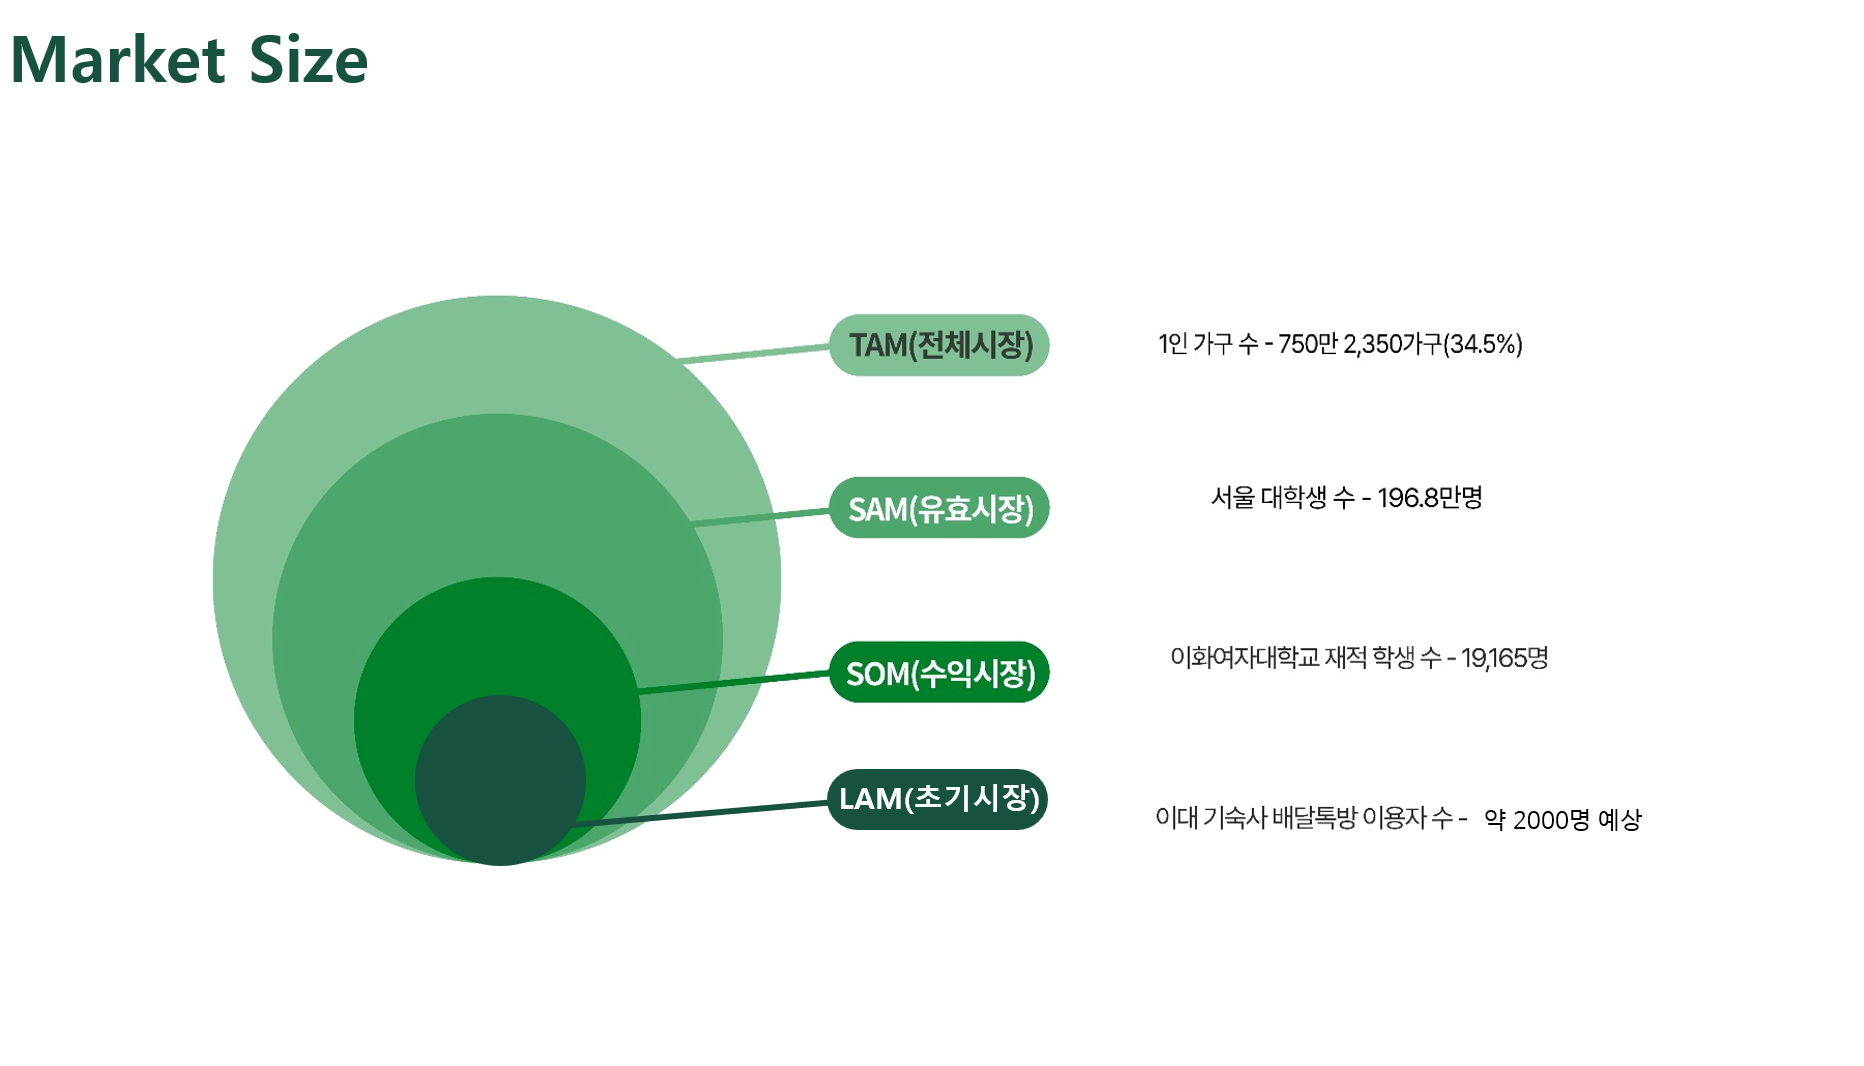 Market Size
TAM(전체시장)
1인 가구 수 - 750만 2,350가구(34.5%)
SAM(유효시장)
서울 대학생 수 - 196.8만명
SOM(수익시장)
이화여자대학교 재적 학생 수 - 19,165명
LAM(초기시장)
이대 기숙사 배달톡방 이용자 수 - 약 2000명 예상